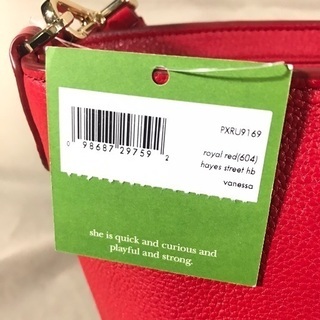 PXRU9169
royal red(604)
hayes street hb
vanessa
0 98687 29759 2
she is quick and curious and
playful and strong.